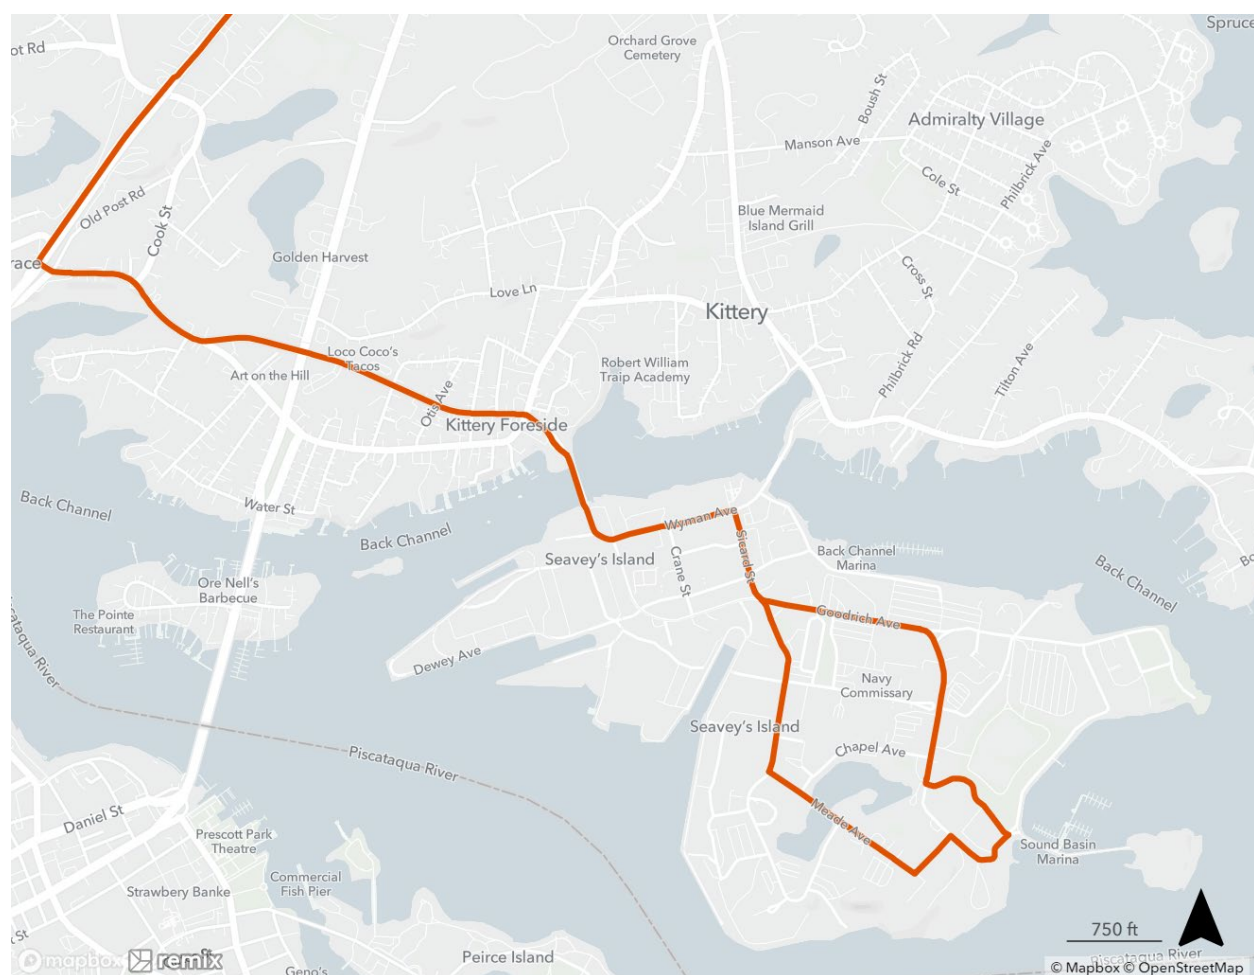 Spruce
ot Rd
Orchard Grove
Cemetery
Boush St
Admiralty Village
Manson Ave
Cole St
Philbrick Ave
Old Post Rd
Cook St
Blue Mermaid
Island Grill
Golden Harvest
race
Love Ln
Cross St
Kittery
Loco Coco's
Tacos
Art on the Hill
Robert William
Traip Academy
Philbrick Rd
Tilton Ave
Otis Ave
Kittery Foreside
Back Channel
Water St
Back Channel
Wyman Ave
Seavey's Island
Crane St
Sicard St
Back Channel
Marina
Back Channel
Ore Nell's
Barbecue
The Pointe
Restaurant
Goodrich Ave
Piscataqua River
Dewey Ave
Navy
Commissary
Seavey's Island
Piscataqua River
Chapel Ave
Daniel St
Meade Ave
Prescott Park
Theatre
Sound Basin
Marina
Commercial
Fish Pier
Strawbery Banke
750 ft
mapbox remix
Peirce Island
Geno's
Piscataqua River
© Mapbox © OpenStreetMap